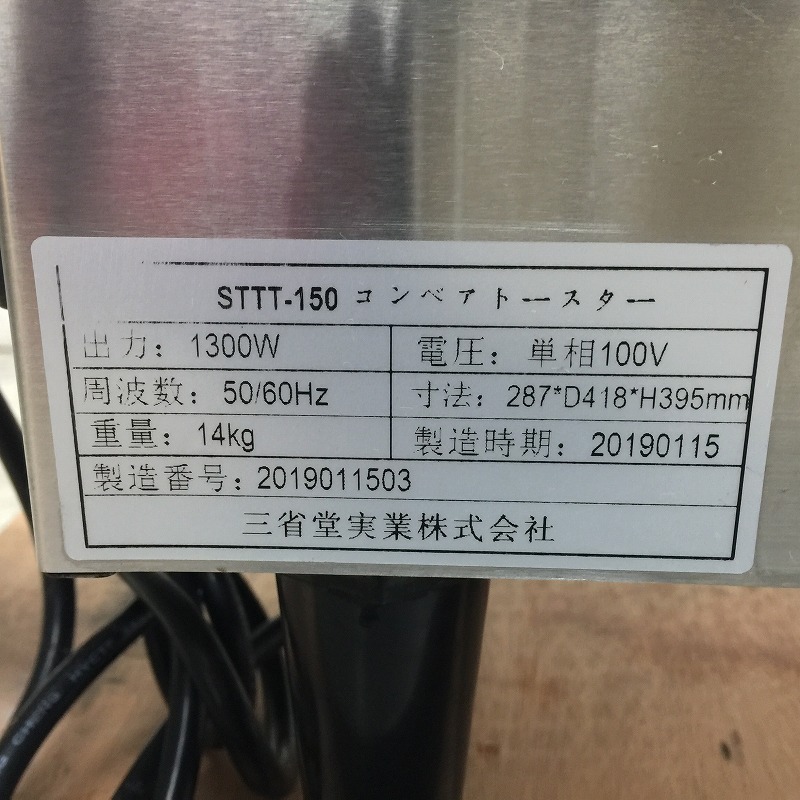 STTT-150 コンベアトースター
出力：1300W 電圧：単相100V
周波数：50/60Hz 寸法：287*D418*H395mm
重量：14kg 製造時期：20190115
製造番号：2019011503
三省堂実業株式会社